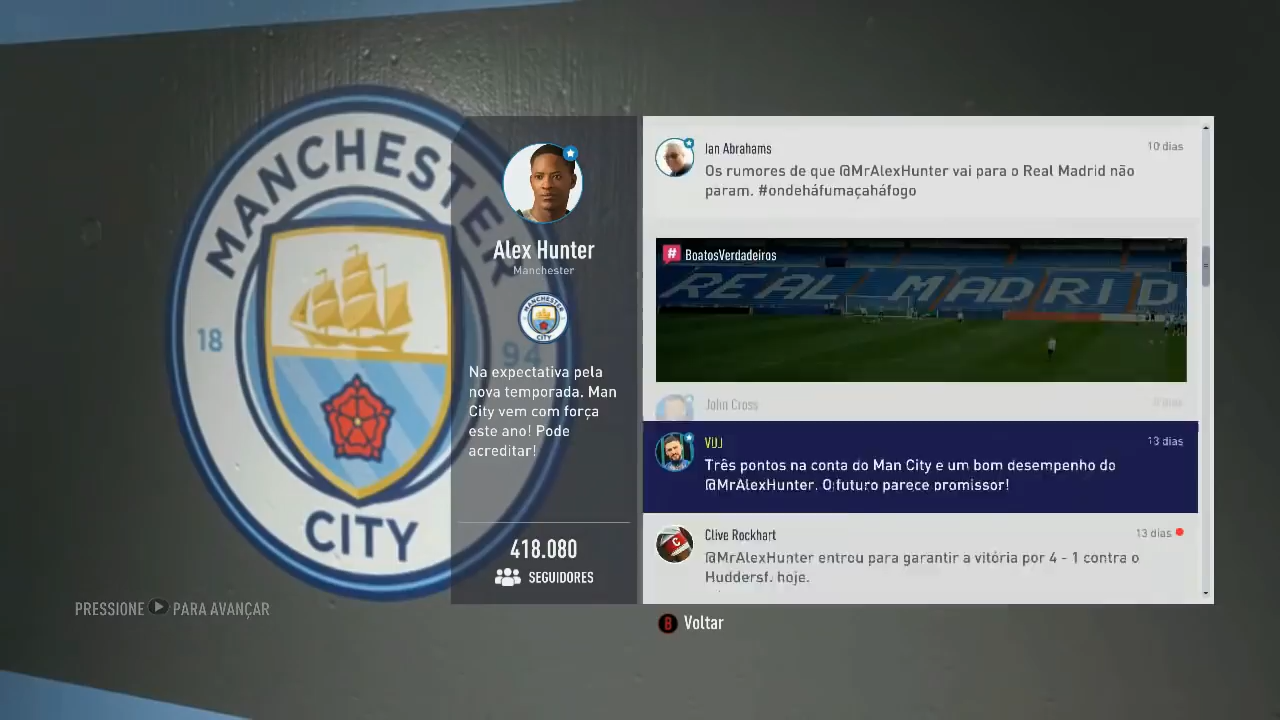 MANCHESTER
18 94
CITY
Alex Hunter
Manchester
MANCHESTER
CITY
Na expectativa pela
nova temporada. Man
City vem com força
este ano! Pode
acreditar!
418.080
SEGUIDORES
Ian Abrahams
10 dias
Os rumores de que @MrAlexHunter vai para o Real Madrid não
param. #ondeháfumaçaháfogo
# BoatosVerdadeiros
REAL MADRID
John Cross
VUJ
13 dias
Três pontos na conta do Man City e um bom desempenho do
@MrAlexHunter. O futuro parece promissor!
C
Clive Rockhart
13 dias
@MrAlexHunter entrou para garantir a vitória por 4 - 1 contra o
Huddersf. hoje.
PRESSIONE PARA AVANÇAR
B Voltar